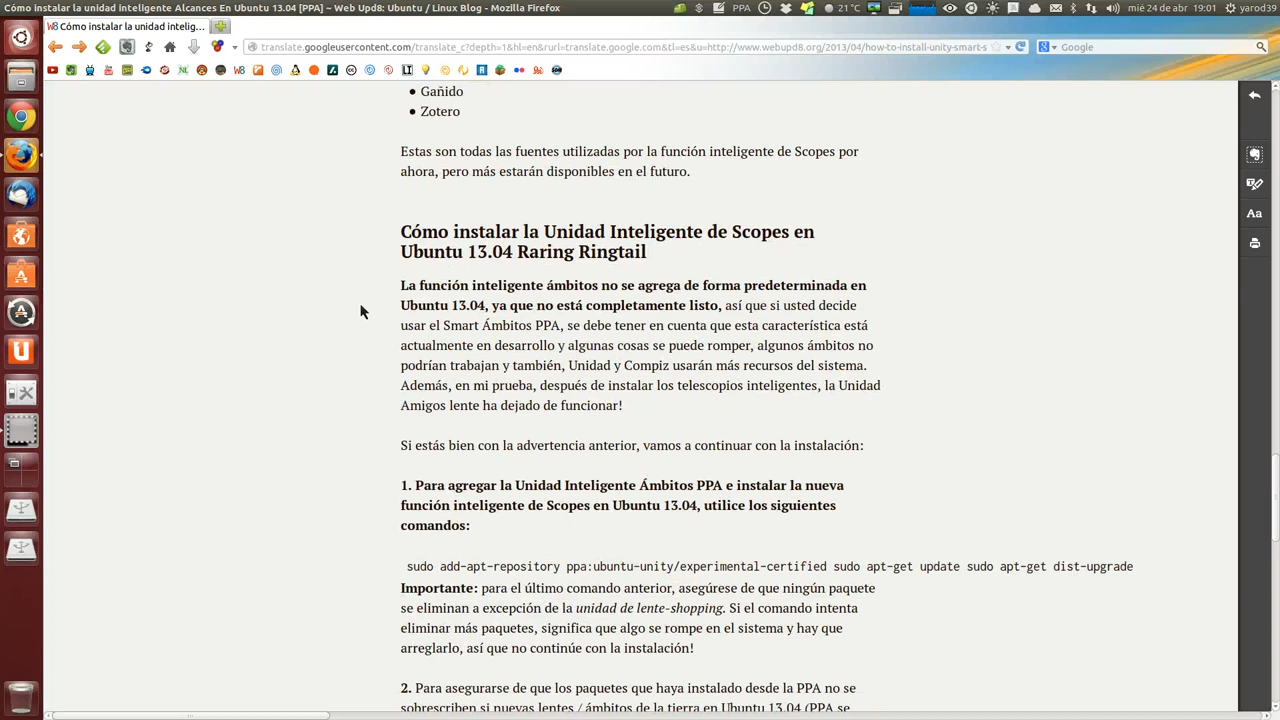 Cómo instalar la unidad inteligente Alcances En Ubuntu 13.04 [PPA] ~ Web Upd8: Ubuntu / Linux Blog - Mozilla Firefox
PPA
21°C
mié 24 de abr
19:01
yarod39
Cómo instalar la unidad intelig...
translate.googleusercontent.com/translate_c?depth=1&hl=en&rurl=translate.google.com&tl=es&u=http://www.webupd8.org/2013/04/how-to-install-unity-smart-s
Google
Gañido
Zotero
Estas son todas las fuentes utilizadas por la función inteligente de Scopes por
ahora, pero más estarán disponibles en el futuro.
Cómo instalar la Unidad Inteligente de Scopes en
Ubuntu 13.04 Raring Ringtail
La función inteligente ámbitos no se agrega de forma predeterminada en
Ubuntu 13.04, ya que no está completamente listo, así que si usted decide
usar el Smart Ámbitos PPA, se debe tener en cuenta que esta característica está
actualmente en desarrollo y algunas cosas se puede romper, algunos ámbitos no
podrían trabajan y también, Unidad y Compiz usarán más recursos del sistema.
Además, en mi prueba, después de instalar los telescopios inteligentes, la Unidad
Amigos lente ha dejado de funcionar!
Si estás bien con la advertencia anterior, vamos a continuar con la instalación:
1. Para agregar la Unidad Inteligente Ámbitos PPA e instalar la nueva
función inteligente de Scopes en Ubuntu 13.04, utilice los siguientes
comandos:
sudo add-apt-repository ppa:ubuntu-unity/experimental-certified sudo apt-get update sudo apt-get dist-upgrade
Importante: para el último comando anterior, asegúrese de que ningún paquete
se eliminan a excepción de la unidad de lente-shopping. Si el comando intenta
eliminar más paquetes, significa que algo se rompe en el sistema y hay que
arreglarlo, así que no continúe con la instalación!
2. Para asegurarse de que los paquetes que haya instalado desde la PPA no se
sobrescriben si nuevas lentes / ámbitos de la tierra en Ubuntu 13.04 (PPA se
Aa